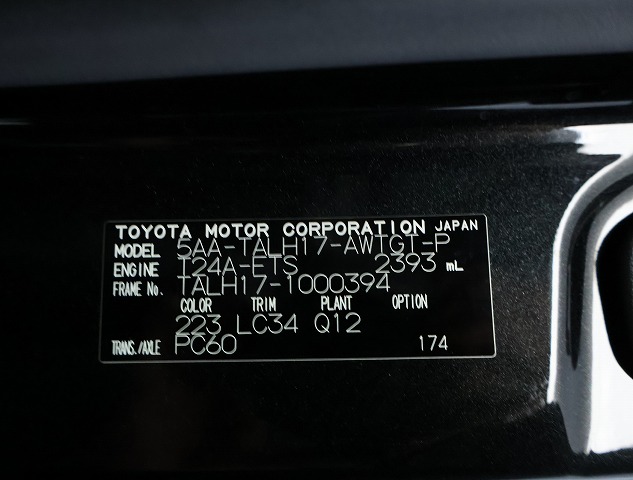 TOYOTA MOTOR CORPORATION JAPAN
MODEL 5AA-TALH17-AWTGT-P
ENGINE T24A-ETS 2393 mL
FRAME No. TALH17-1000394
COLOR TRIM PLANT OPTION
223 LC34 Q12
TRANS./AXLE PC60 174